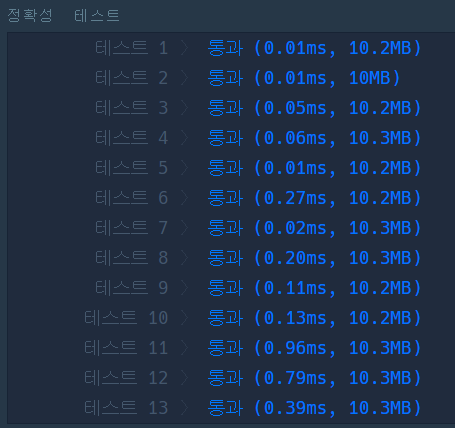 정확성 테스트
테스트 1 〉 통과 (0.01ms, 10.2MB)
테스트 2 〉 통과 (0.01ms, 10MB)
테스트 3 〉 통과 (0.05ms, 10.2MB)
테스트 4 〉 통과 (0.06ms, 10.3MB)
테스트 5 〉 통과 (0.01ms, 10.2MB)
테스트 6 〉 통과 (0.27ms, 10.2MB)
테스트 7 〉 통과 (0.02ms, 10.3MB)
테스트 8 〉 통과 (0.20ms, 10.3MB)
테스트 9 〉 통과 (0.11ms, 10.2MB)
테스트 10 〉 통과 (0.13ms, 10.2MB)
테스트 11 〉 통과 (0.96ms, 10.3MB)
테스트 12 〉 통과 (0.79ms, 10.3MB)
테스트 13 〉 통과 (0.39ms, 10.3MB)